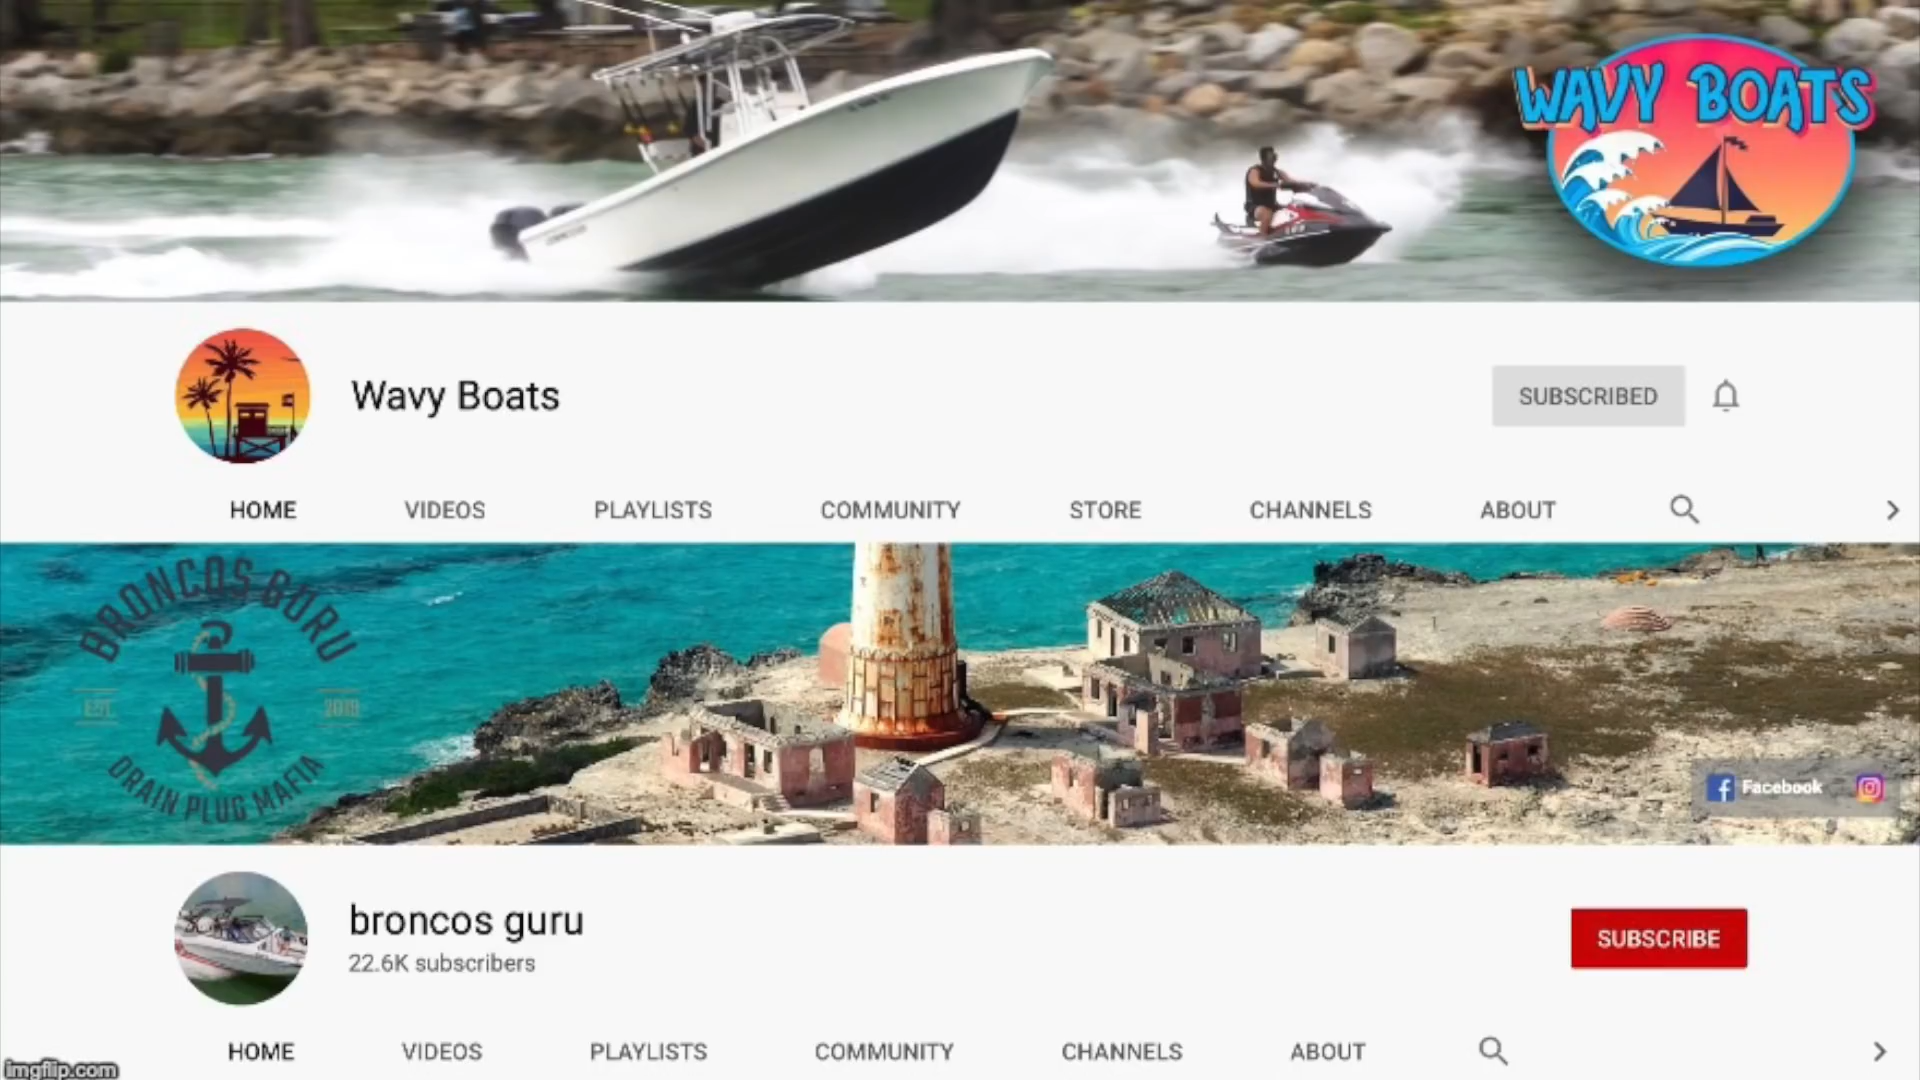 WAVY BOATS
Wavy Boats
SUBSCRIBED
HOME VIDEOS PLAYLISTS COMMUNITY STORE CHANNELS ABOUT
BRONCOS GURU
EST. 2019
DRAIN PLUG MAFIA
Facebook
broncos guru
22.6K subscribers
SUBSCRIBE
HOME VIDEOS PLAYLISTS COMMUNITY CHANNELS ABOUT
imgflip.com